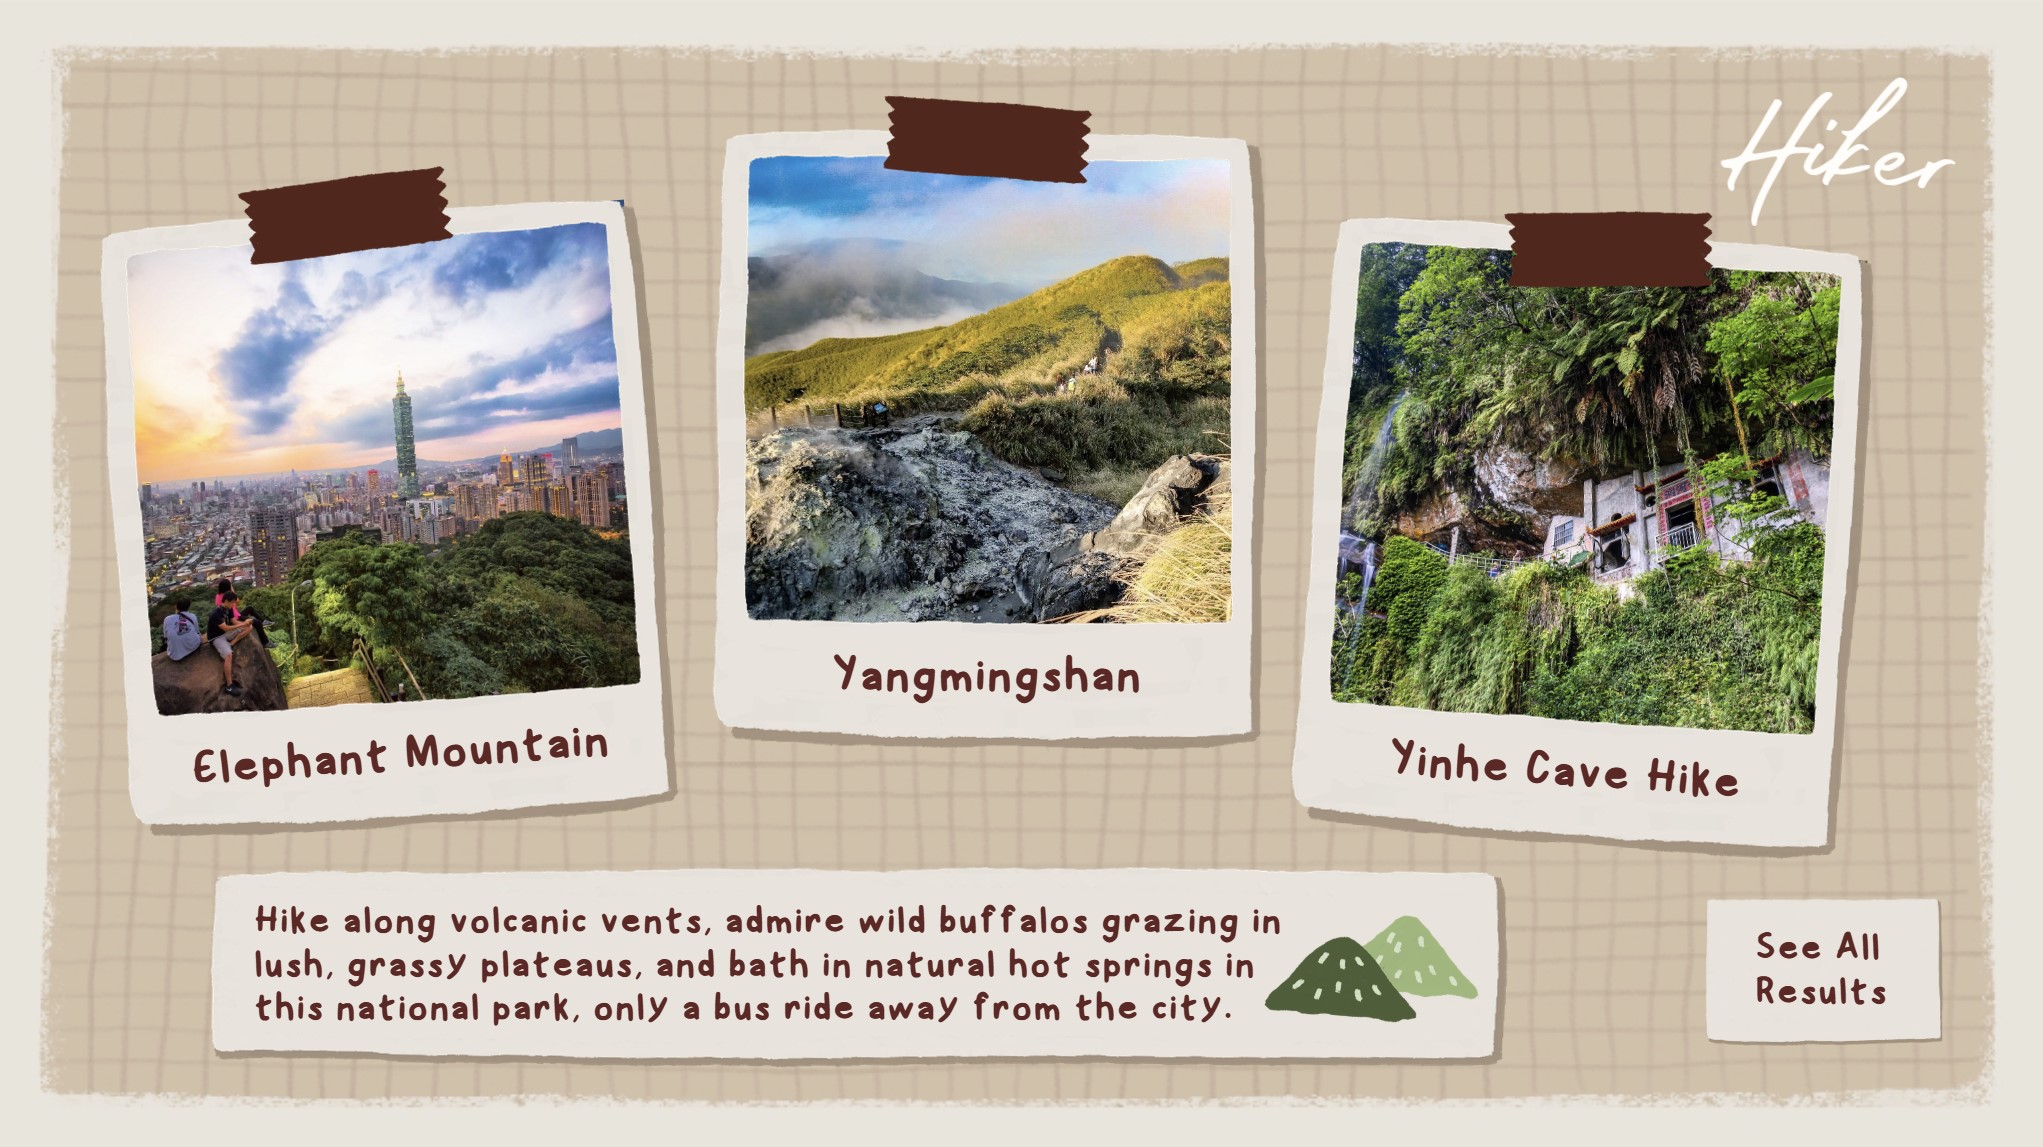 Hiker
Elephant Mountain
Yangmingshan
Yinhe Cave Hike
Hike along volcanic vents, admire wild buffalos grazing in
lush, grassy plateaus, and bath in natural hot springs in
this national park, only a bus ride away from the city.
See All
Results